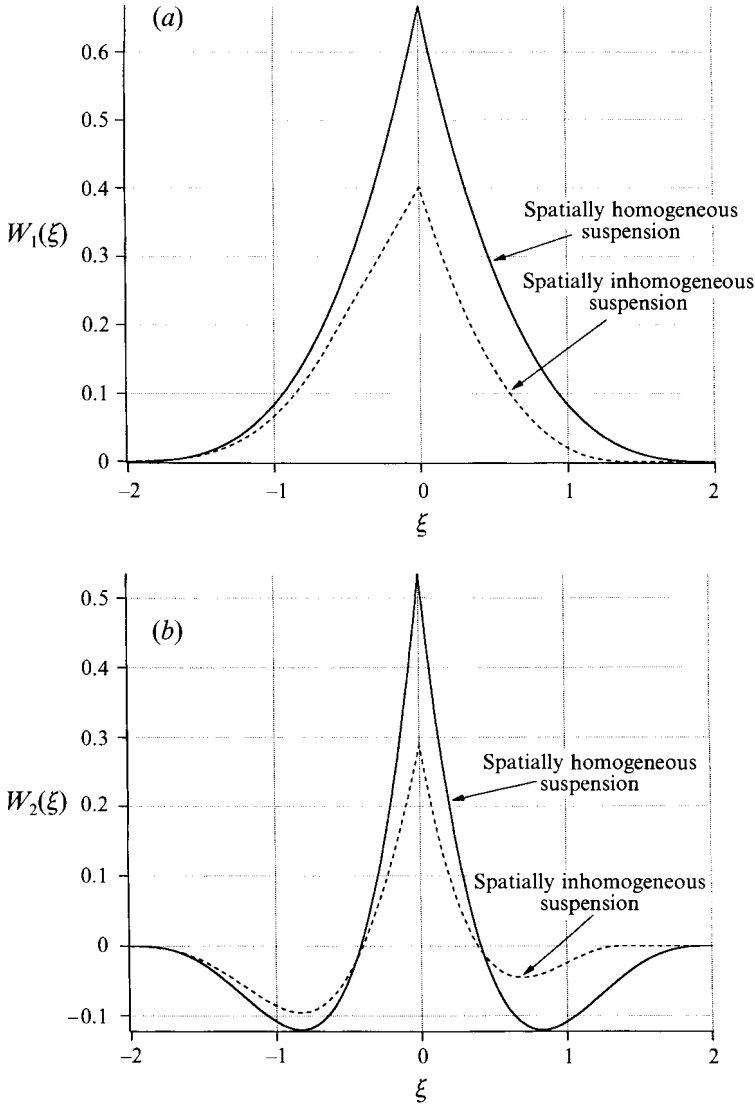 (a)
0.6
0.5
0.4
0.3
0.2
0.1
0
W₁(ξ)
Spatially homogeneous
suspension
Spatially inhomogeneous
suspension
−2
−1
0
1
2
ξ
(b)
0.5
0.4
0.3
0.2
0.1
0
−0.1
W₂(ξ)
Spatially homogeneous
suspension
Spatially inhomogeneous
suspension
−2
−1
0
1
2
ξ